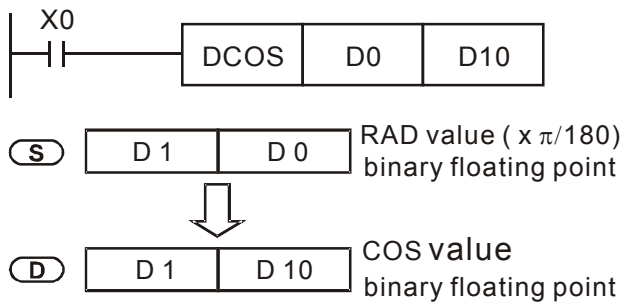 X0
DCOS D0 D10
S D 1 D 0 RAD value ( x π/180)
binary floating point
D D 1 D 10 COS value
binary floating point